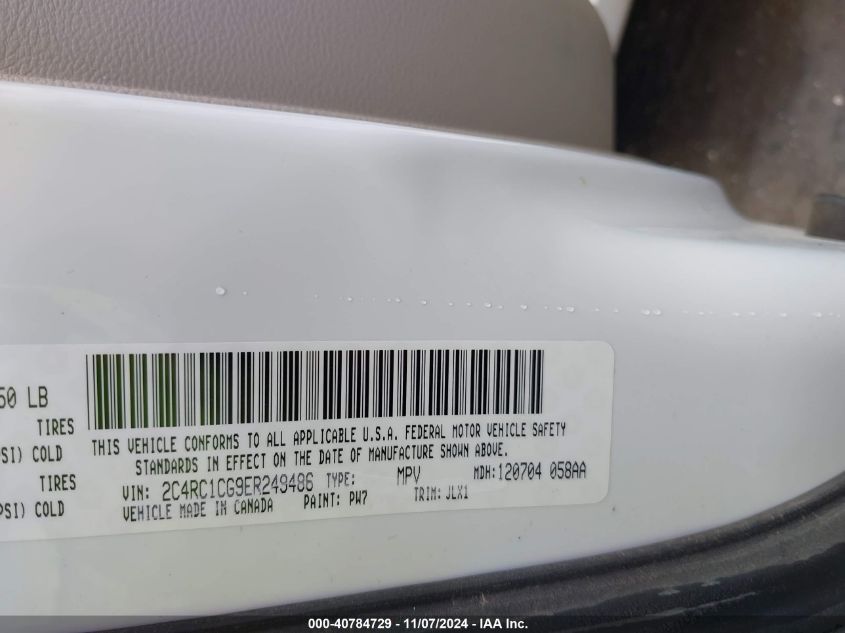 50 LB
TIRES
SI) COLD
TIRES
PSI) COLD
THIS VEHICLE CONFORMS TO ALL APPLICABLE U.S.A. FEDERAL MOTOR VEHICLE SAFETY
STANDARDS IN EFFECT ON THE DATE OF MANUFACTURE SHOWN ABOVE.
VIN: 2C4RC1CG9ER249486 TYPE: MPV MDH:120704 058AA
VEHICLE MADE IN CANADA PAINT: PW7 TRIM: JLX1
000-40784729 - 11/07/2024 - IAA Inc.